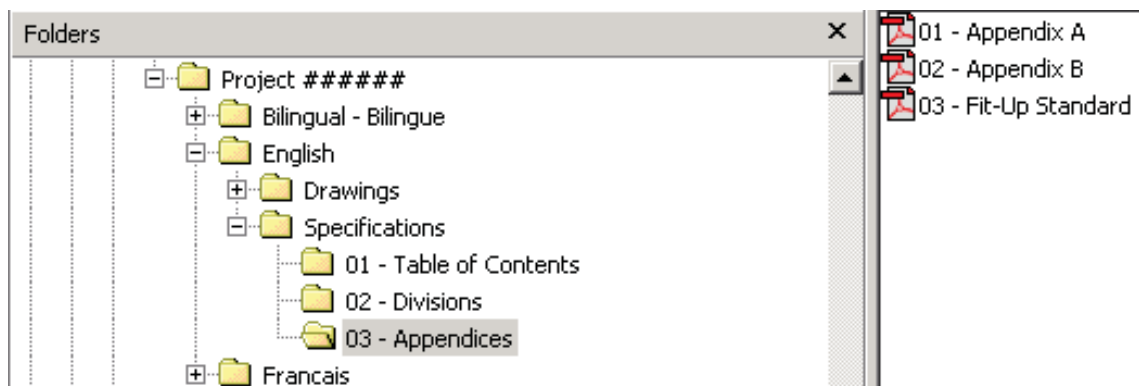 Folders
Project ######
Bilingual - Bilingue
English
Drawings
Specifications
01 - Table of Contents
02 - Divisions
03 - Appendices
Francais
01 - Appendix A
02 - Appendix B
03 - Fit-Up Standard